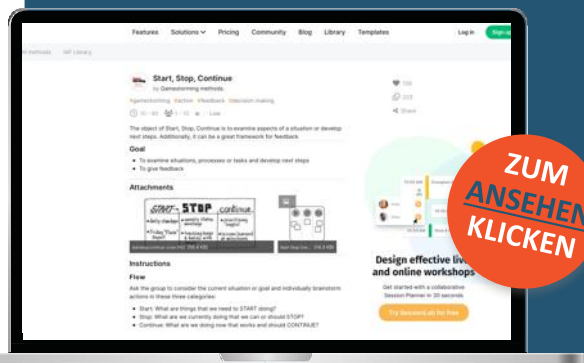 Features Solutions Pricing Community Blog Library Templates Log in Sign up
methods IAF Library
Start, Stop, Continue
by Gamestorming methods.
#gamestorming #active #feedback #decision making
Share
The object of Start, Stop, Continue is to examine aspects of a situation or develop
next steps. Additionally, it can be a great framework for feedback
Goal
To examine situations, processes or tasks and develop next steps
To give feedback
Attachments
START- STOP continue
Instructions
Flow
Ask the group to consider the current situation or goal and individually brainstorm
actions in these three categories:
Start: What are things that we need to START doing?
Stop: What are we currently doing that we can or should STOP?
Continue: What are we doing now that works and should CONTINUE?
ZUM
ANSEHEN
KLICKEN
Design effective live
and online workshops
Get started with a collaborative
Session Planner in 30 seconds
Try SessionLab for free